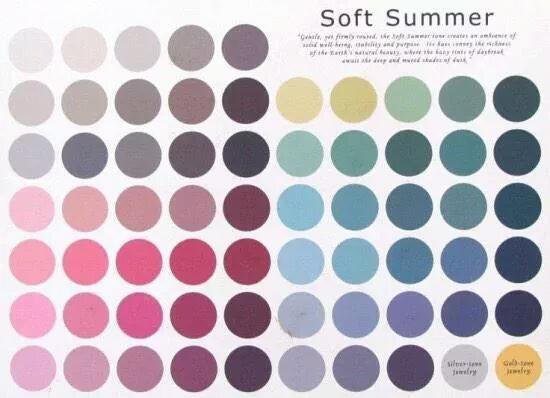 Soft Summer
"Gentle, yet firmly roused, the Soft Summer tone creates an ambiance of
solid well-being, stability and purpose. Its hues convey the richness
of the Earth's natural beauty, where the hazy tints of daybreak
await the deep and muted shades of dusk."
Silver-tone
Jewelry
Gold-tone
Jewelry